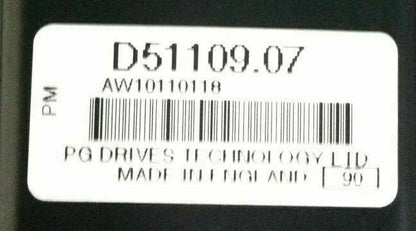 D51109.07
AW10110118
PM
PG DRIVES TECHNOLOGY LTD
MADE IN ENGLAND 90